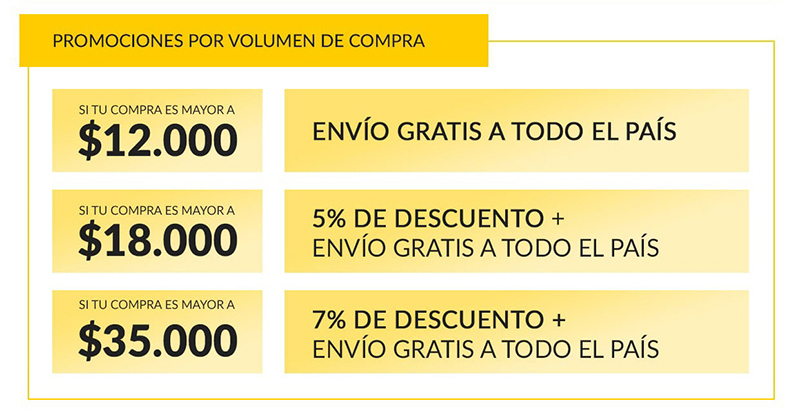 PROMOCIONES POR VOLUMEN DE COMPRA
SI TU COMPRA ES MAYOR A
$12.000
ENVÍO GRATIS A TODO EL PAÍS
SI TU COMPRA ES MAYOR A
$18.000
5% DE DESCUENTO +
ENVÍO GRATIS A TODO EL PAÍS
SI TU COMPRA ES MAYOR A
$35.000
7% DE DESCUENTO +
ENVÍO GRATIS A TODO EL PAÍS